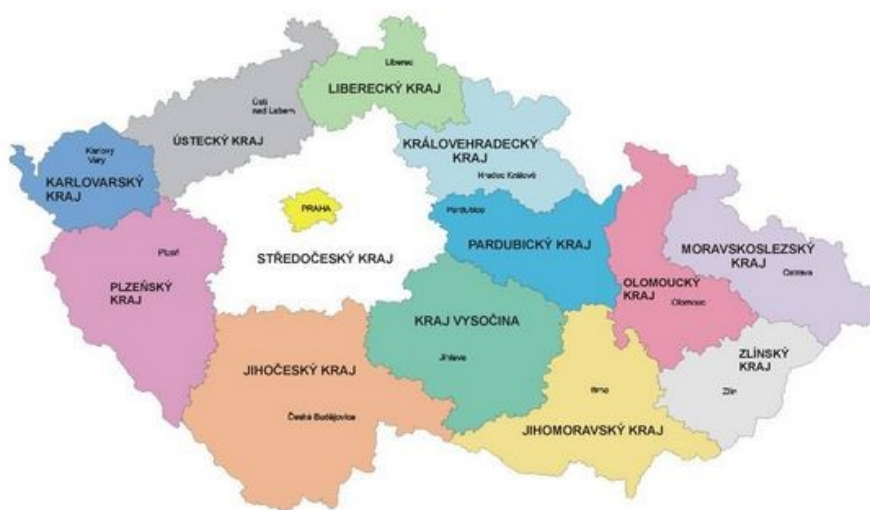 Liberec
LIBERECKÝ KRAJ
Ústí
nad Labem
ÚSTECKÝ KRAJ
KRÁLOVEHRADECKÝ
KRAJ
Hradec Králové
Karlovy
Vary
KARLOVARSKÝ
KRAJ
PRAHA
STŘEDOČESKÝ KRAJ
Pardubice
PARDUBICKÝ KRAJ
Plzeň
PLZEŇSKÝ
KRAJ
MORAVSKOSLEZSKÝ
KRAJ
Ostrava
OLOMOUCKÝ
KRAJ
Olomouc
KRAJ VYSOČINA
Jihlava
JIHOČESKÝ KRAJ
České Budějovice
ZLÍNSKÝ
KRAJ
Zlín
Brno
JIHOMORAVSKÝ KRAJ